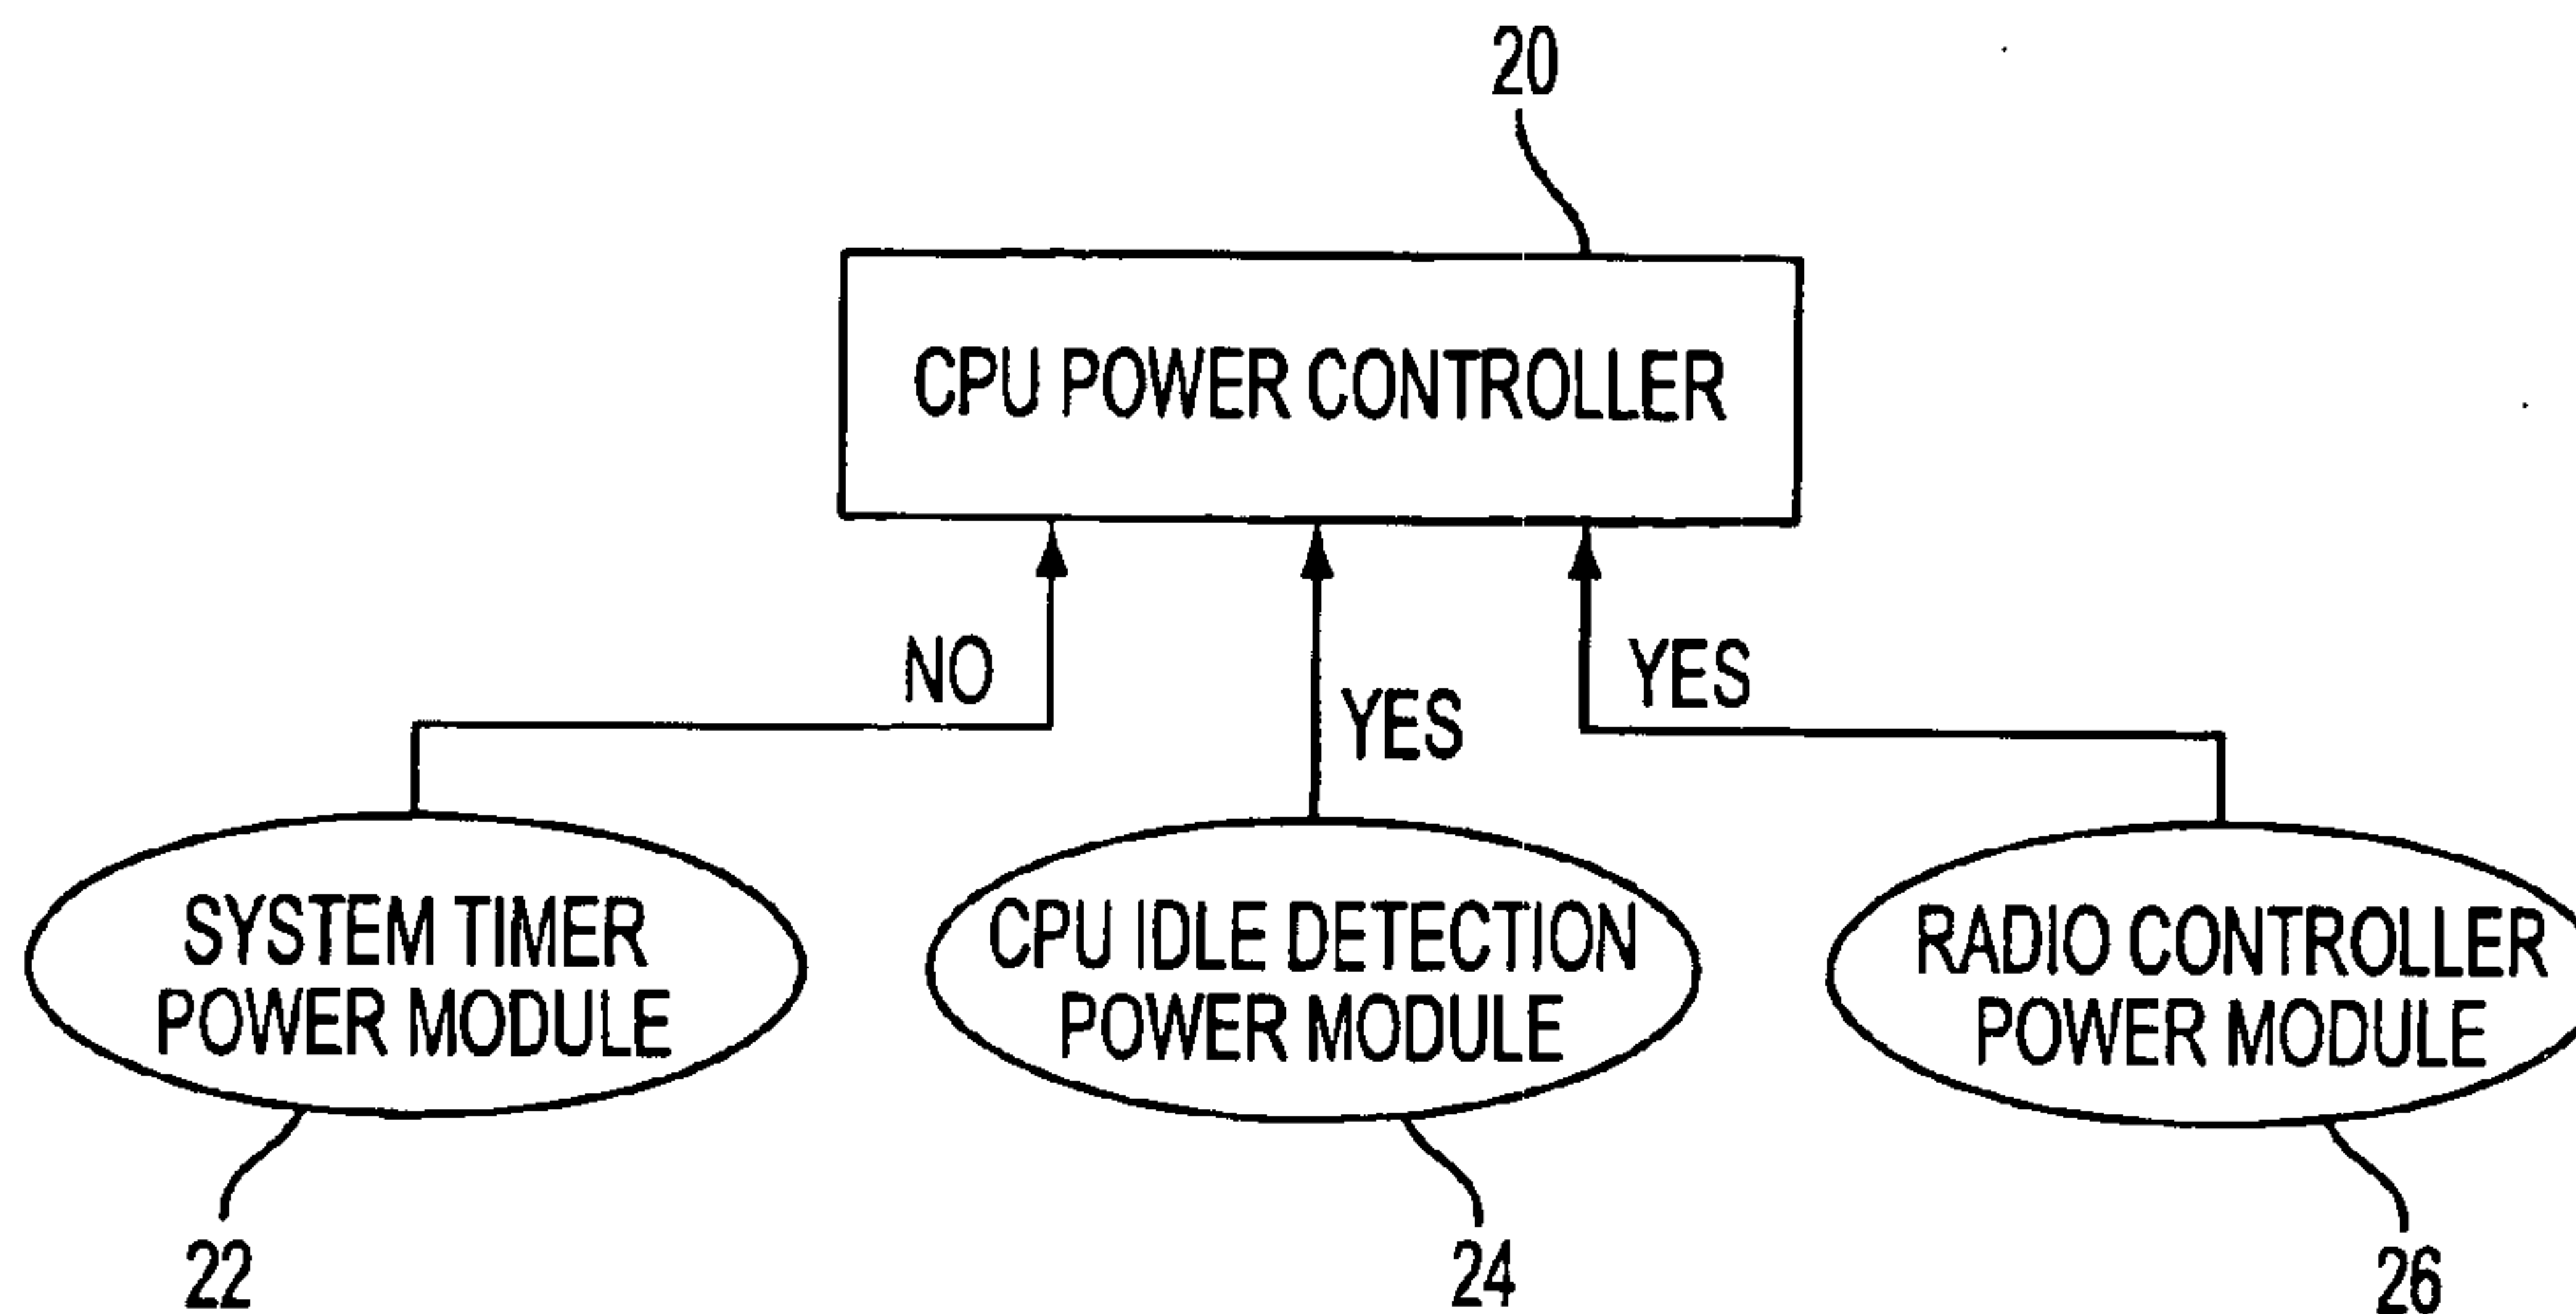 20
CPU POWER CONTROLLER
NO
YES
YES
SYSTEM TIMER
POWER MODULE
CPU IDLE DETECTION
POWER MODULE
RADIO CONTROLLER
POWER MODULE
22
24
26